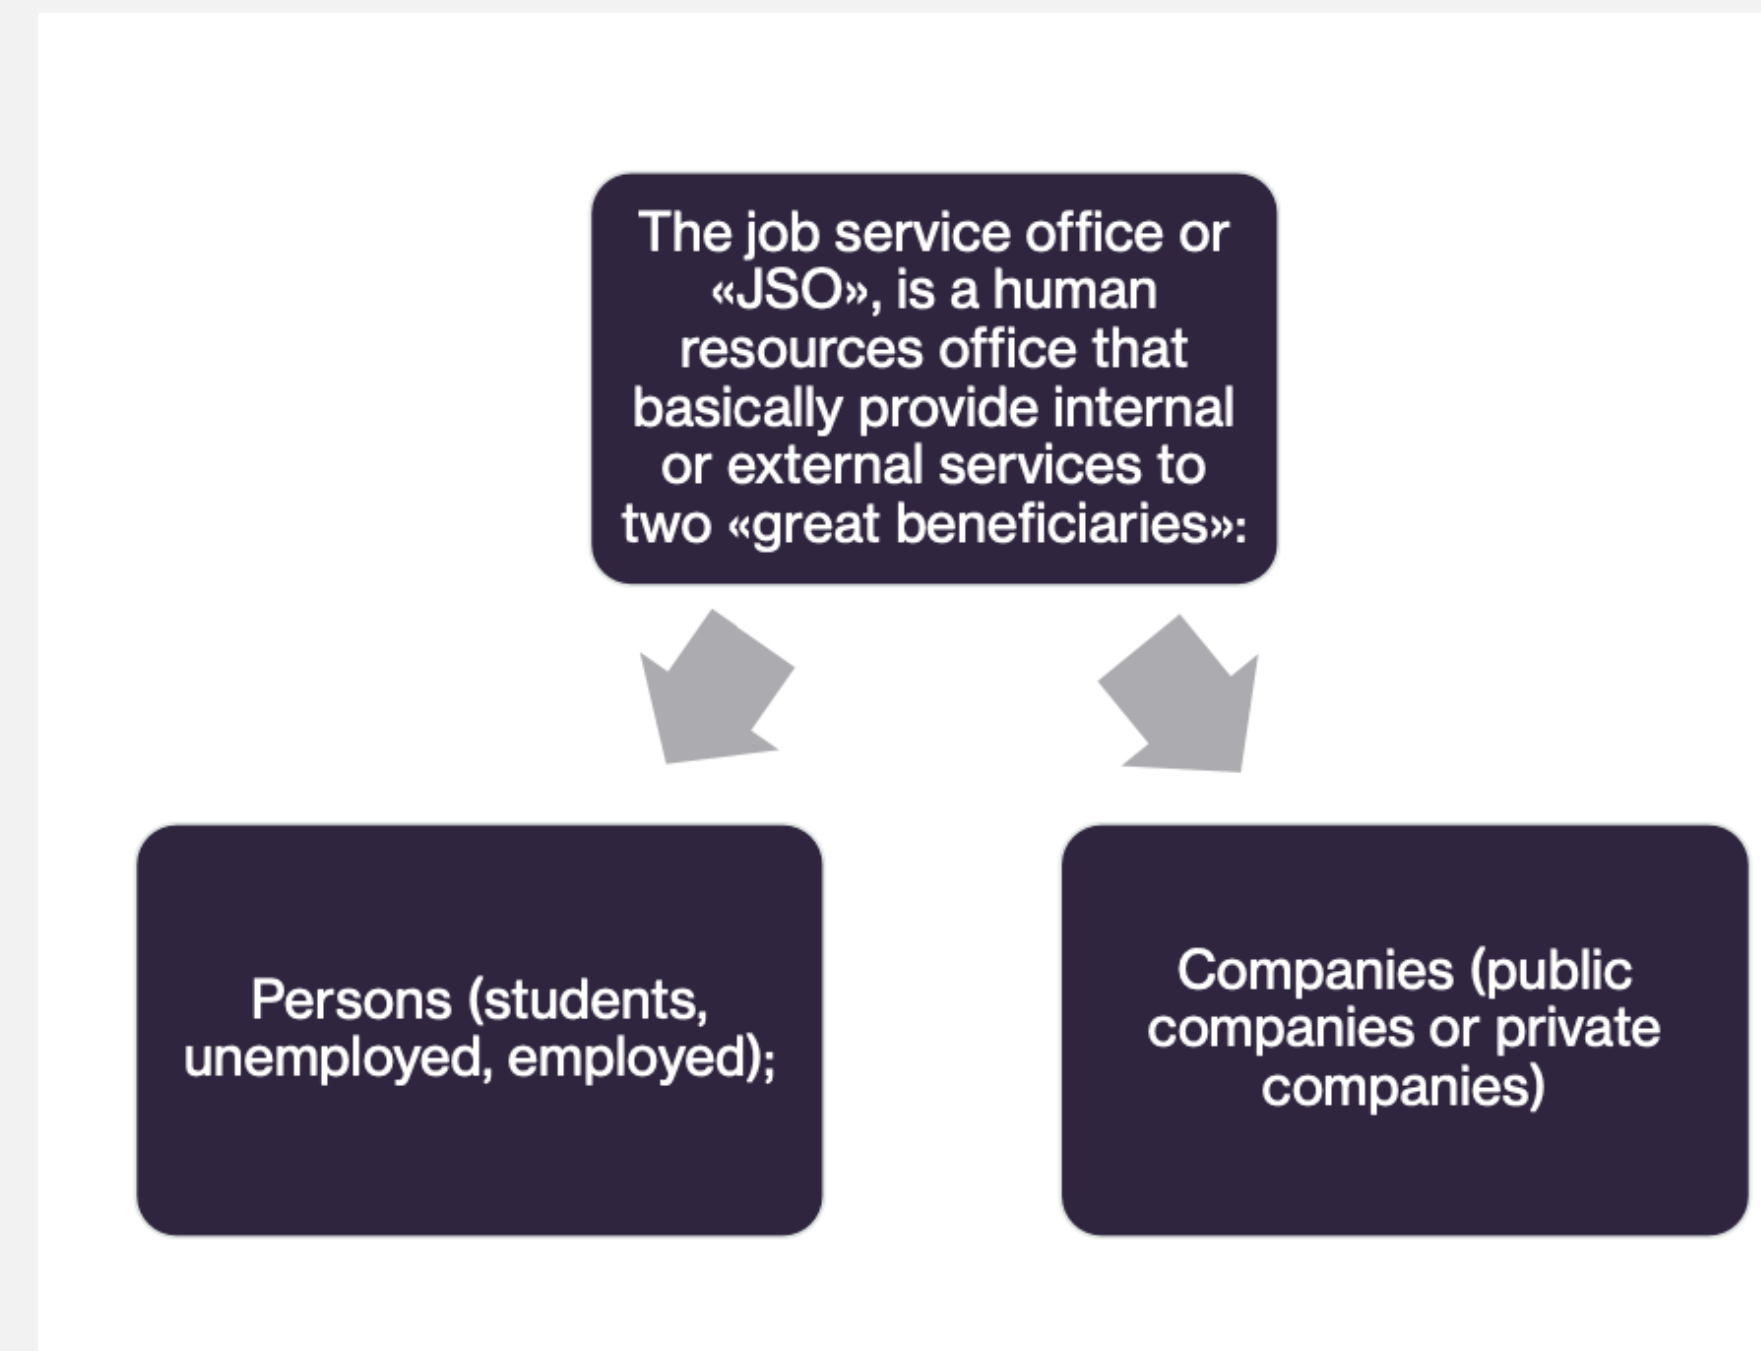 The job service office or
«JSO», is a human
resources office that
basically provide internal
or external services to
two «great beneficiaries»:
Persons (students,
unemployed, employed);
Companies (public
companies or private
companies)